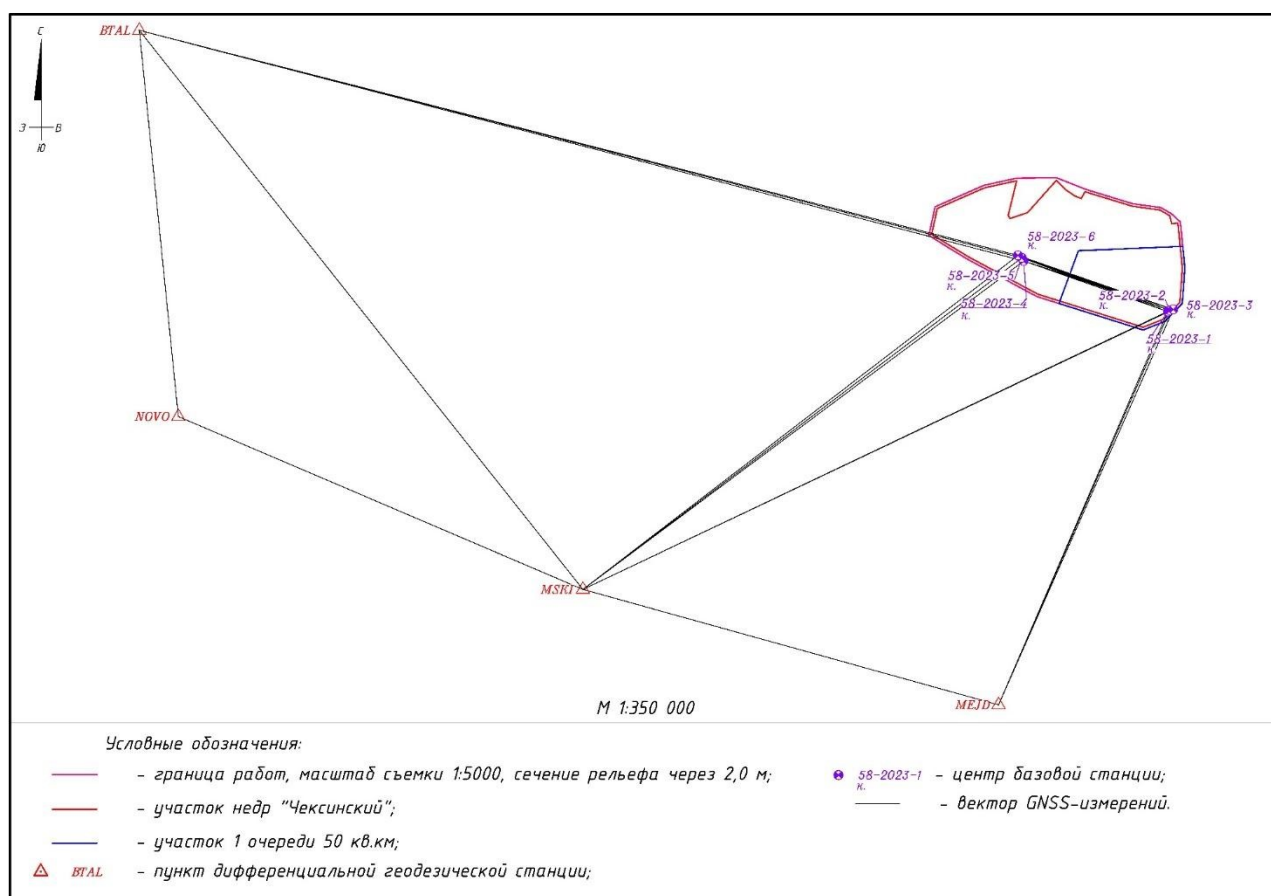 BTAL
С
З
В
Ю
58-2023-6
к.
58-2023-5
к.
58-2023-4
к.
58-2023-2
к.
58-2023-3
к.
58-2023-1
к.
NOVO
MSKI
MEJD
М 1:350 000
Условные обозначения:
- граница работ, масштаб съемки 1:5000, сечение рельефа через 2,0 м;
- участок недр "Чексинский";
- участок 1 очереди 50 кв.км;
BTAL - пункт дифференциальной геодезической станции;
58-2023-1 - центр базовой станции;
к.
- вектор GNSS-измерений.